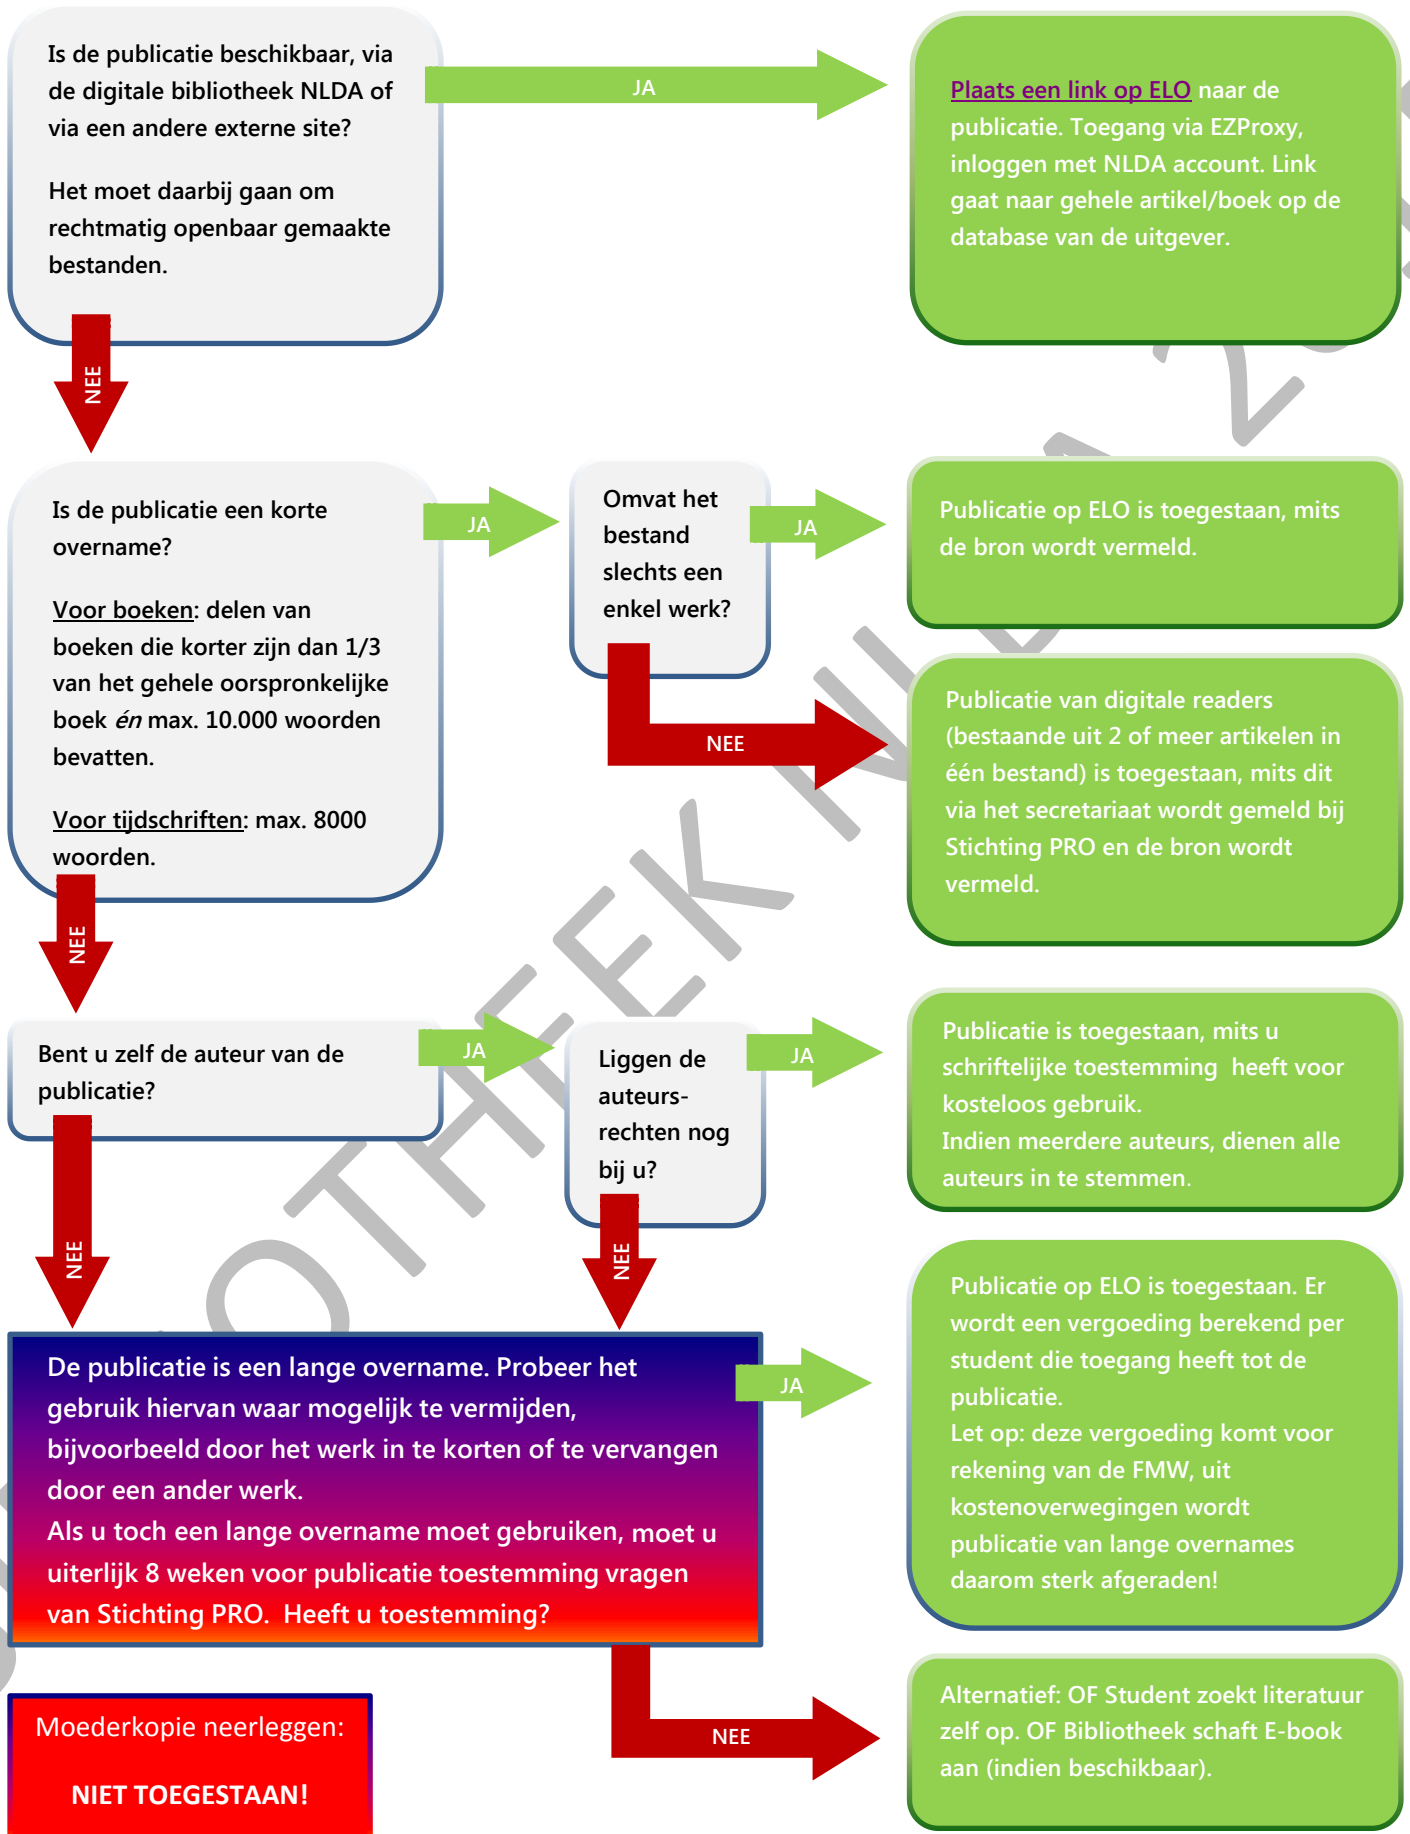 Is de publicatie beschikbaar, via
de digitale bibliotheek NLDA of
via een andere externe site?
Het moet daarbij gaan om
rechtmatig openbaar gemaakte
bestanden.
JA
Plaats een link op ELO naar de
publicatie. Toegang via EZProxy,
inloggen met NLDA account. Link
gaat naar gehele artikel/boek op de
database van de uitgever.
NEE
Is de publicatie een korte
overname?
Voor boeken: delen van
boeken die korter zijn dan 1/3
van het gehele oorspronkelijke
boek én max. 10.000 woorden
bevatten.
Voor tijdschriften: max. 8000
woorden.
JA
Omvat het
bestand
slechts een
enkel werk?
JA
Publicatie op ELO is toegestaan, mits
de bron wordt vermeld.
NEE
Publicatie van digitale readers
(bestaande uit 2 of meer artikelen in
één bestand) is toegestaan, mits dit
via het secretariaat wordt gemeld bij
Stichting PRO en de bron wordt
vermeld.
NEE
Bent u zelf de auteur van de
publicatie?
JA
Liggen de
auteurs-
rechten nog
bij u?
JA
Publicatie is toegestaan, mits u
schriftelijke toestemming  heeft voor
kosteloos gebruik.
Indien meerdere auteurs, dienen alle
auteurs in te stemmen.
NEE
NEE
De publicatie is een lange overname. Probeer het
gebruik hiervan waar mogelijk te vermijden,
bijvoorbeeld door het werk in te korten of te vervangen
door een ander werk.
Als u toch een lange overname moet gebruiken, moet u
uiterlijk 8 weken voor publicatie toestemming vragen
van Stichting PRO.  Heeft u toestemming?
JA
Publicatie op ELO is toegestaan. Er
wordt een vergoeding berekend per
student die toegang heeft tot de
publicatie.
Let op: deze vergoeding komt voor
rekening van de FMW, uit
kostenoverwegingen wordt
publicatie van lange overnames
daarom sterk afgeraden!
NEE
Alternatief: OF Student zoekt literatuur
zelf op. OF Bibliotheek schaft E-book
aan (indien beschikbaar).
Moederkopie neerleggen:
NIET TOEGESTAAN!